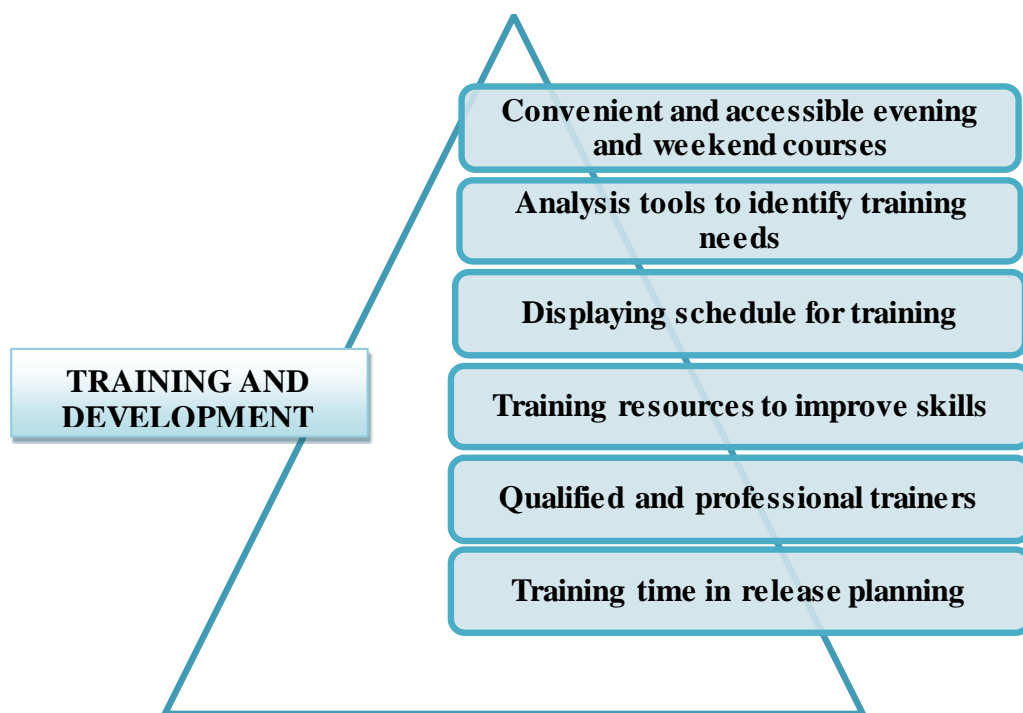 Convenient and accessible evening
and weekend courses
Analysis tools to identify training
needs
Displaying schedule for training
TRAINING AND
DEVELOPMENT
Training resources to improve skills
Qualified and professional trainers
Training time in release planning